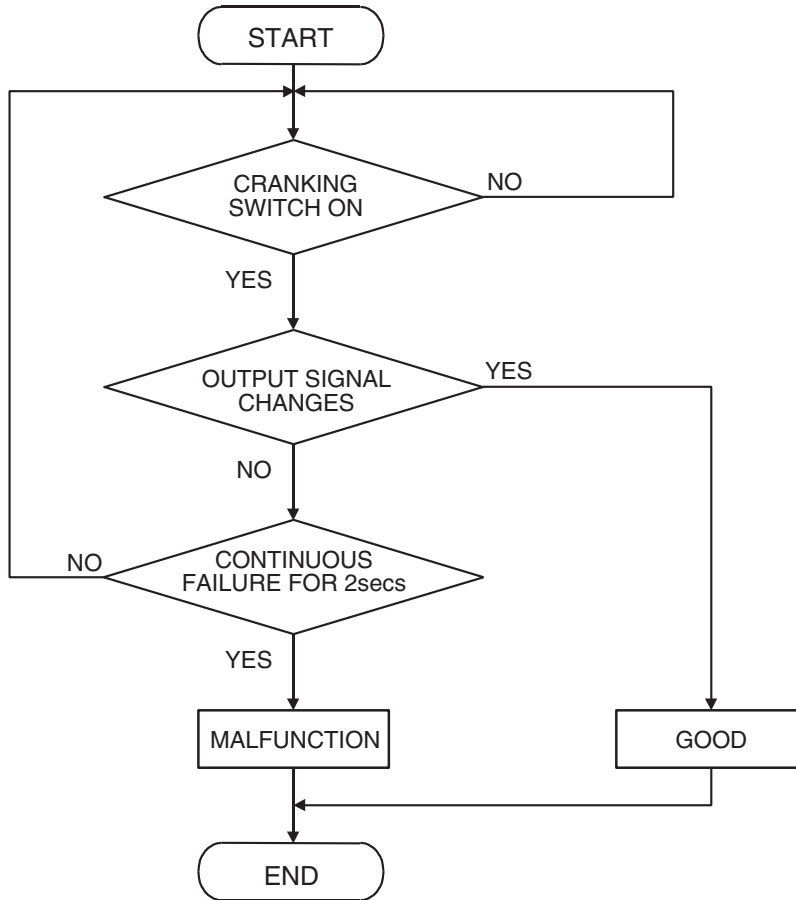 START
CRANKING
SWITCH ON
NO
YES
OUTPUT SIGNAL
CHANGES
YES
NO
CONTINUOUS
FAILURE FOR 2secs
NO
YES
MALFUNCTION
GOOD
END